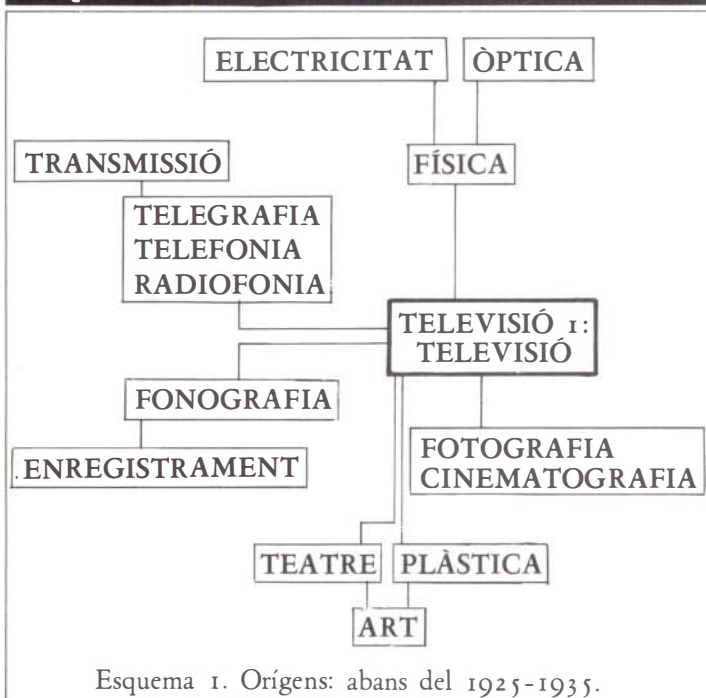 ELECTRICITAT
ÒPTICA
TRANSMISSIÓ
FÍSICA
TELEGRAFIA
TELEFONIA
RADIOFONIA
TELEVISIÓ 1:
TELEVISIÓ
FONOGRAFIA
FOTOGRAFIA
CINEMATOGRAFIA
ENREGISTRAMENT
TEATRE
PLÀSTICA
ART
Esquema 1. Orígens: abans del 1925-1935.